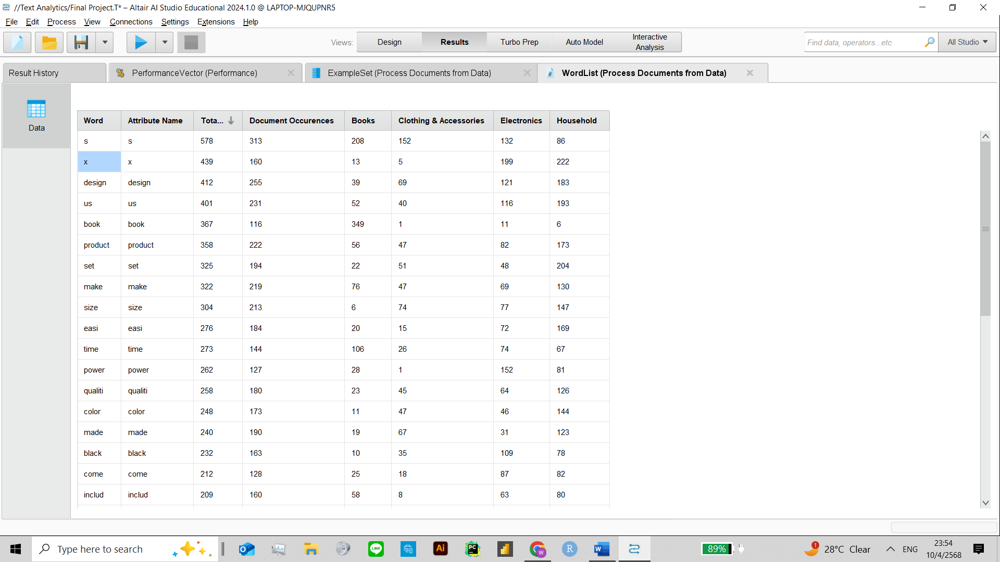 //Text Analytics/Final Project.T* – Altair AI Studio Educational 2024.1.0 @ LAPTOP-MJQUPNR5
File Edit Process View Connections Settings Extensions Help
Views: Design Results Turbo Prep Auto Model Interactive Analysis
Find data, operators...etc All Studio
Result History PerformanceVector (Performance) ExampleSet (Process Documents from Data) WordList (Process Documents from Data)
Data
Word Attribute Name Tota... Document Occurences Books Clothing & Accessories Electronics Household
s s 578 313 208 152 132 86
x x 439 160 13 5 199 222
design design 412 255 39 69 121 183
us us 401 231 52 40 116 193
book book 367 116 349 1 11 6
product product 358 222 56 47 82 173
set set 325 194 22 51 48 204
make make 322 219 76 47 69 130
size size 304 213 6 74 77 147
easi easi 276 184 20 15 72 169
time time 273 144 106 26 74 67
power power 262 127 28 1 152 81
qualiti qualiti 258 180 23 45 64 126
color color 248 173 11 47 46 144
made made 240 190 19 67 31 123
black black 232 163 10 35 109 78
come come 212 128 25 18 87 82
includ includ 209 160 58 8 63 80
Type here to search
LINE
Ai
PC
W
R
W
89%
1
28°C Clear
ENG
23:54
10/4/2568